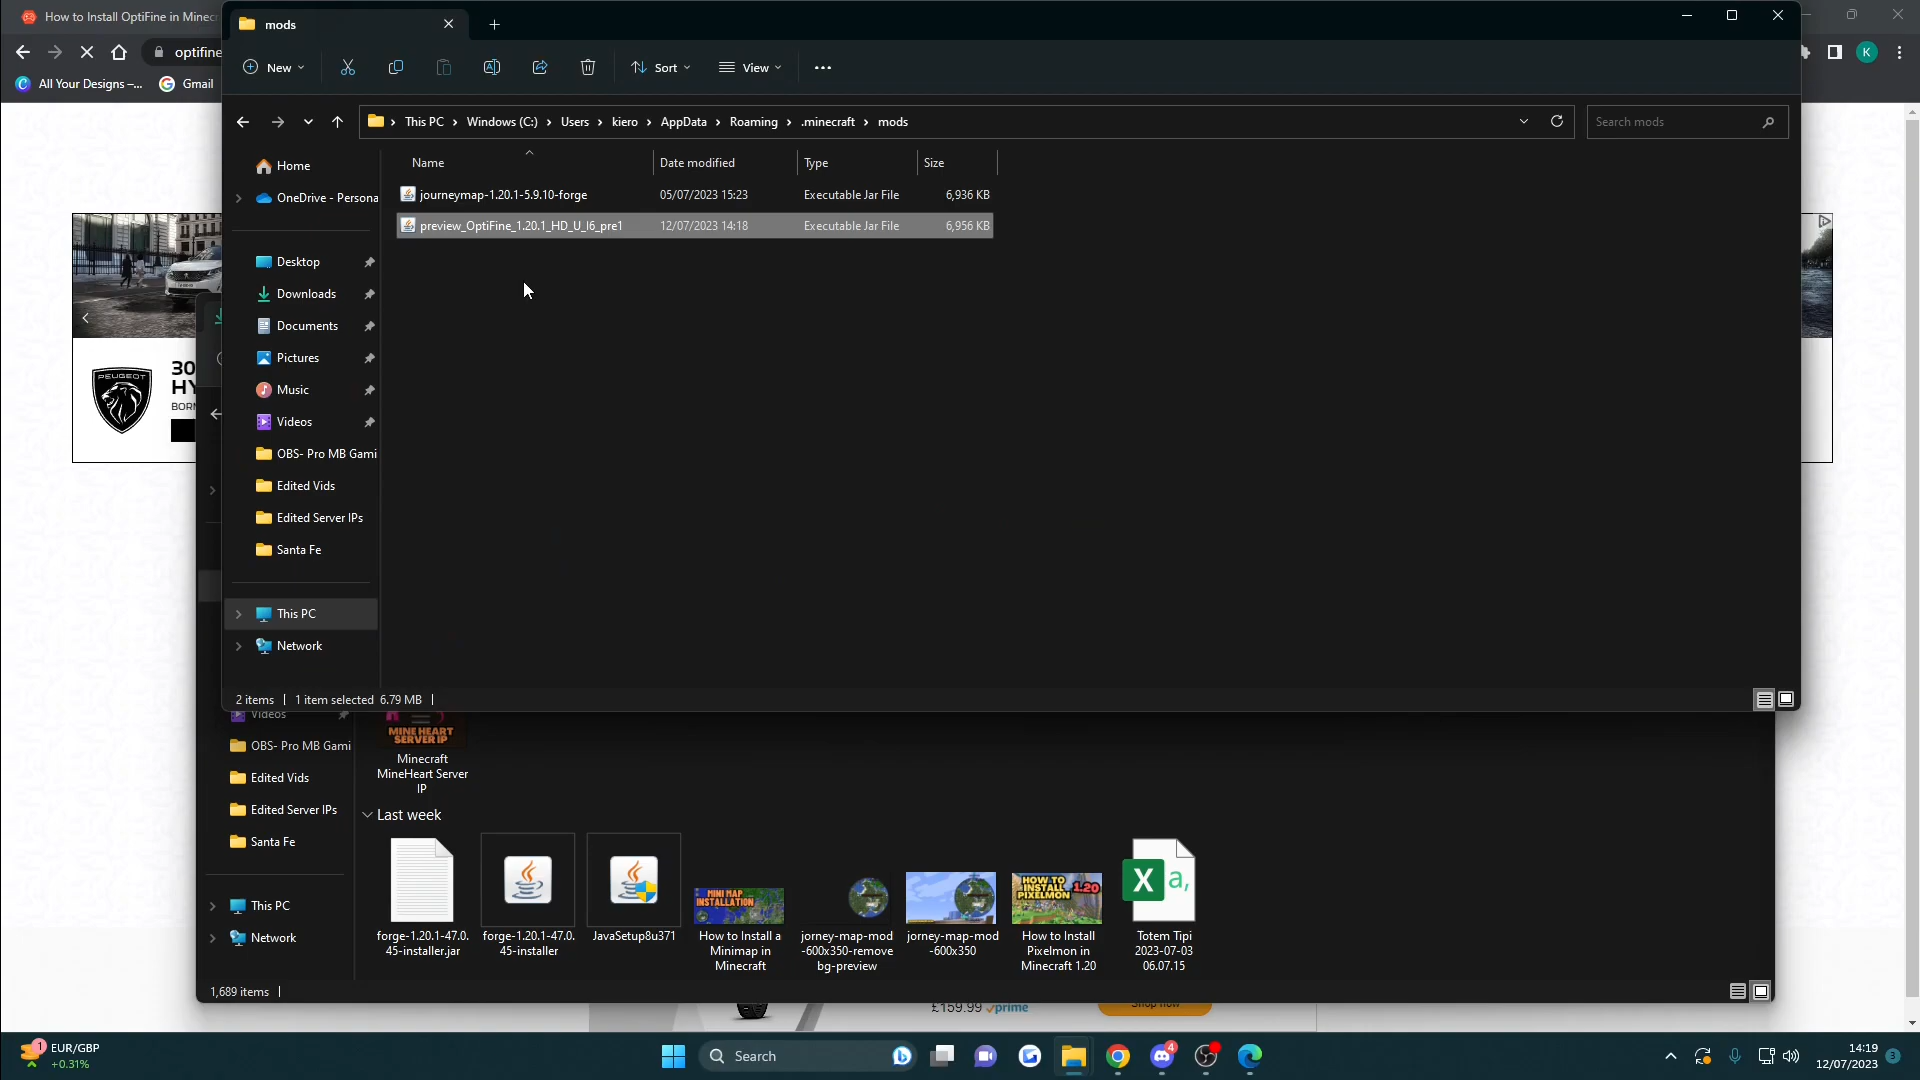 How to Install OptiFine in Minec
mods
optifine
All Your Designs –...
Gmail
K
New
Sort
View
This PC
Windows (C:)
Users
kiero
AppData
Roaming
.minecraft
mods
Search mods
Name
Date modified
Type
Size
journeymap-1.20.1-5.9.10-forge
05/07/2023 15:23
Executable Jar File
6,936 KB
preview_OptiFine_1.20.1_HD_U_I6_pre1
12/07/2023 14:18
Executable Jar File
6,956 KB
Home
OneDrive - Persona
Desktop
Downloads
Documents
Pictures
Music
Videos
OBS- Pro MB Gami
Edited Vids
Edited Server IPs
Santa Fe
This PC
Network
2 items
1 item selected 6.79 MB
PEUGEOT
30
HY
BORN
Videos
OBS- Pro MB Gami
Edited Vids
Edited Server IPs
Santa Fe
This PC
Network
1,689 items
MINE HEART
SERVER IP
Minecraft
MineHeart Server
IP
Last week
forge-1.20.1-47.0.
45-installer.jar
forge-1.20.1-47.0.
45-installer
JavaSetup8u371
MINI MAP
INSTALLATION
How to Install a
Minimap in
Minecraft
jorney-map-mod
-600x350-remove
bg-preview
jorney-map-mod
-600x350
HOW TO
INSTALL 1.20
PIXELMON
How to Install
Pixelmon in
Minecraft 1.20
X
a,
Totem Tipi
2023-07-03
06.07.15
£159.99 prime
Shop now
1
EUR/GBP
+0.31%
Search
4
14:19
12/07/2023
3